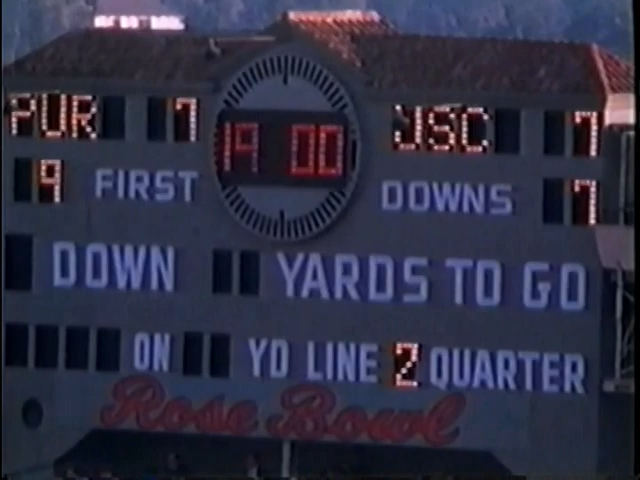 PUR 7 19 00 USC 7
9 FIRST DOWNS 7
DOWN YARDS TO GO
ON YD LINE 2 QUARTER
Rose Bowl